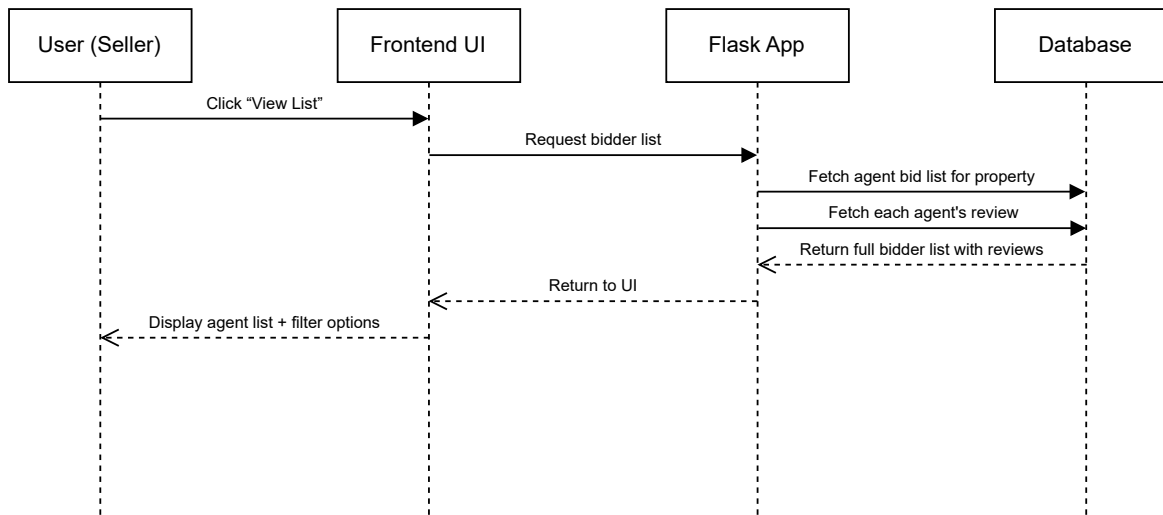 User (Seller)
Frontend UI
Flask App
Database
Click “View List”
Request bidder list
Fetch agent bid list for property
Fetch each agent's review
Return full bidder list with reviews
Return to UI
Display agent list + filter options